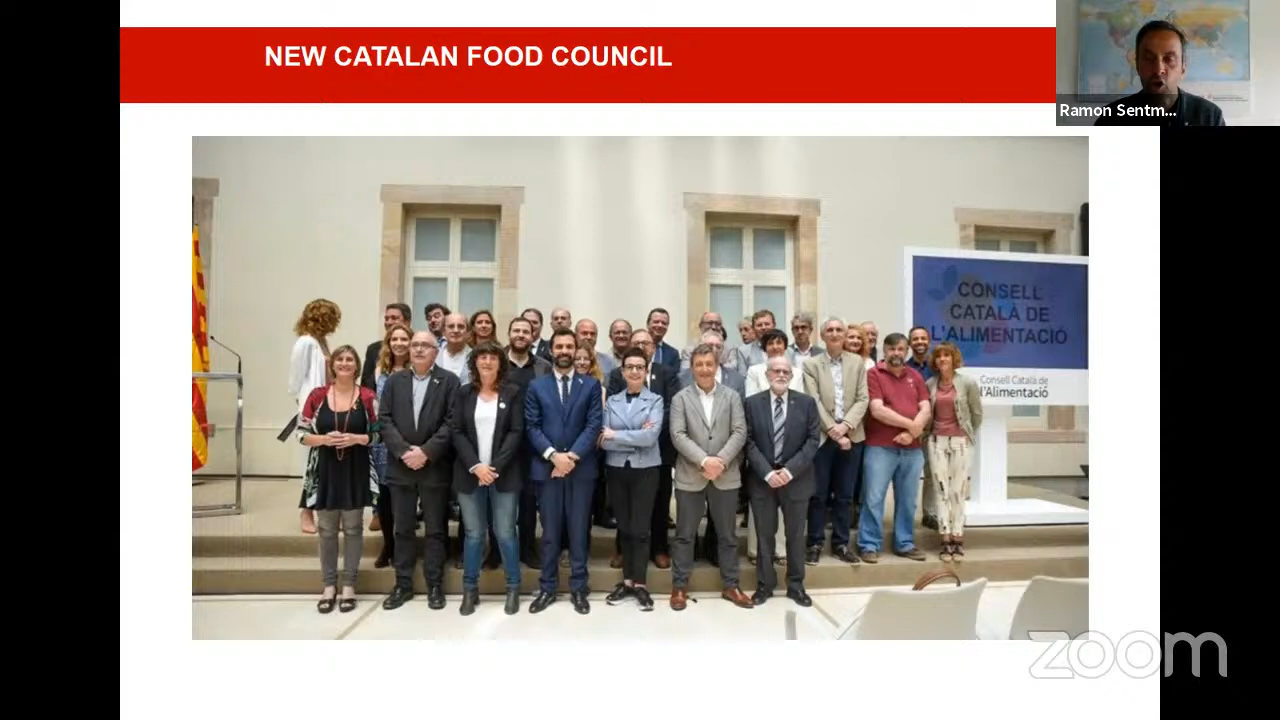 NEW CATALAN FOOD COUNCIL
Ramon Sentm...
CONSELL
CATALÀ DE
L'ALIMENTACIÓ
Consell Català de
l'Alimentació
zoom